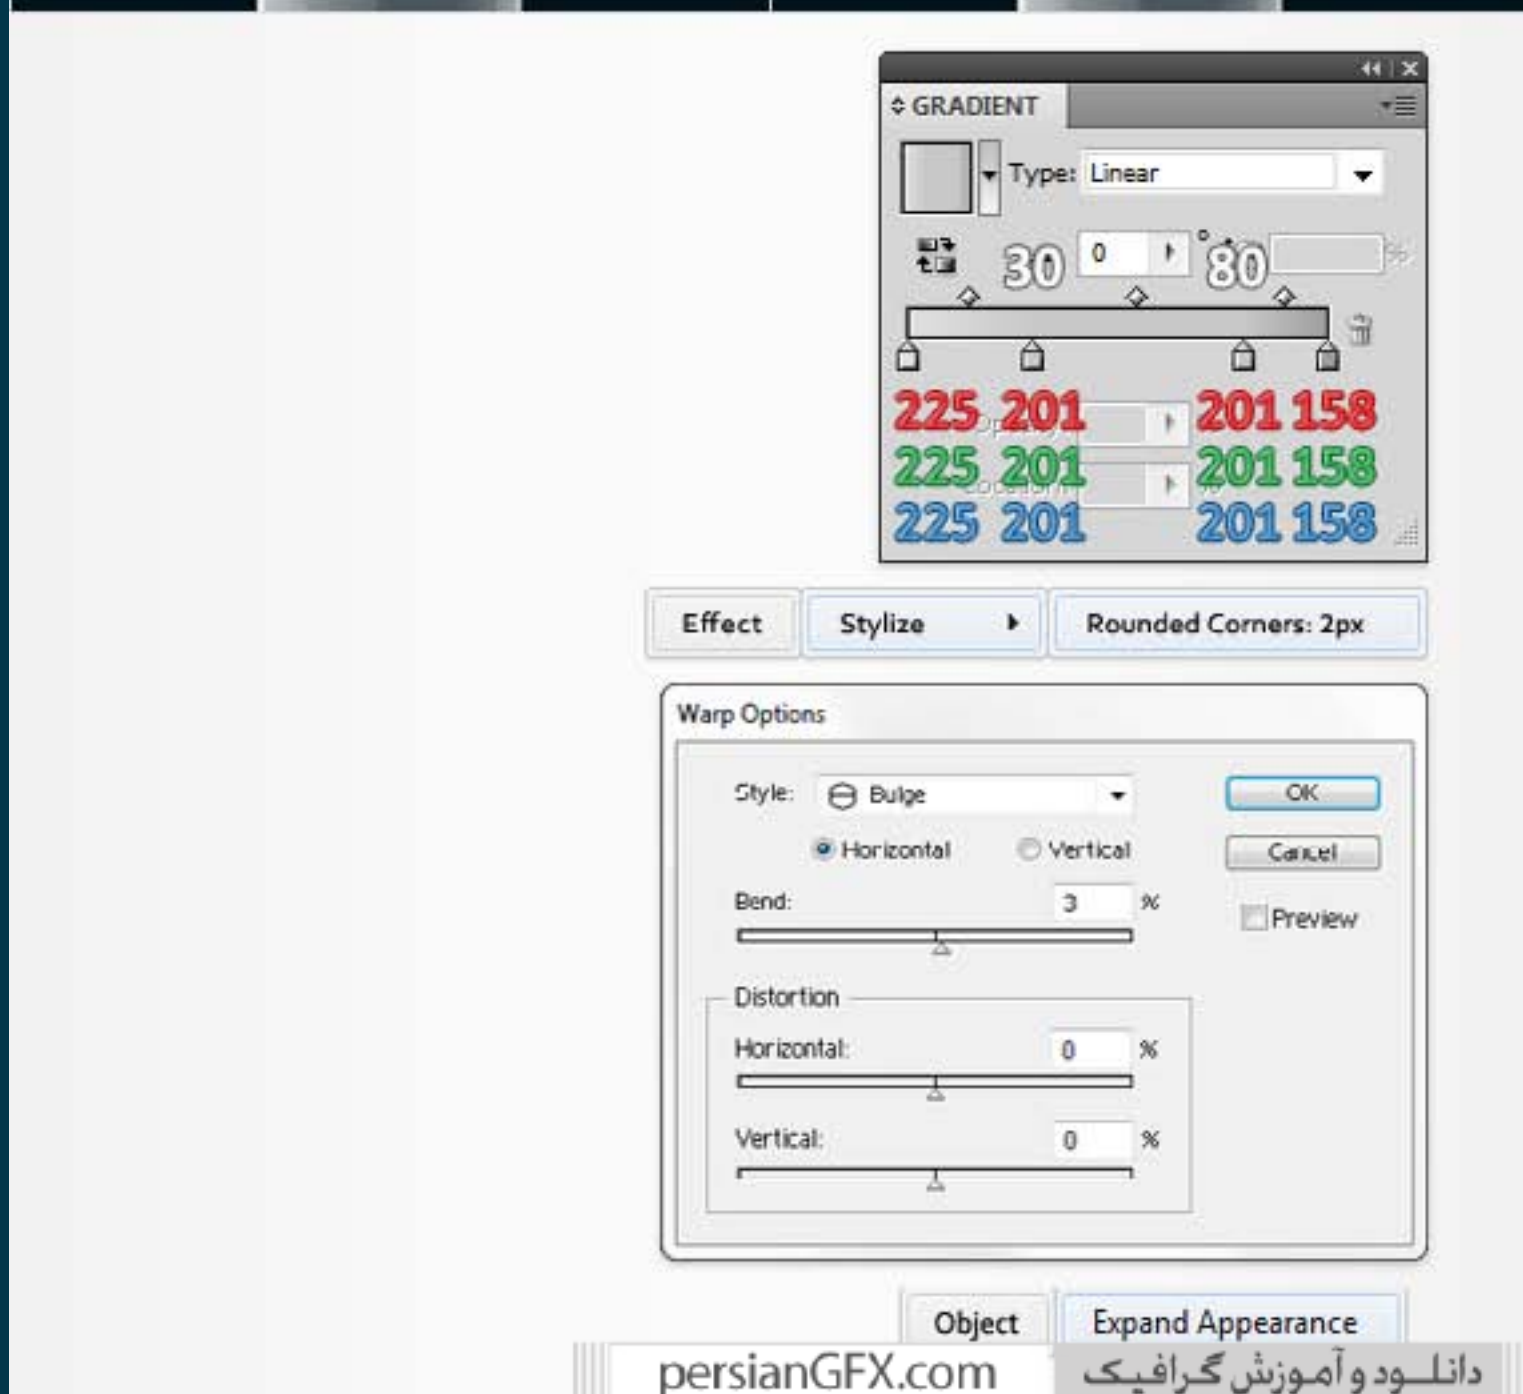 GRADIENT
Type: Linear
30 0 ° 80 %
225 201 201 158
225 201 201 158
225 201 201 158
Effect Stylize Rounded Corners: 2px
Warp Options
Style: Bulge OK
Horizontal Vertical Cancel
Bend: 3 % Preview
Distortion
Horizontal: 0 %
Vertical: 0 %
Object Expand Appearance
persianGFX.com دانلــود و آموزش گرافیک